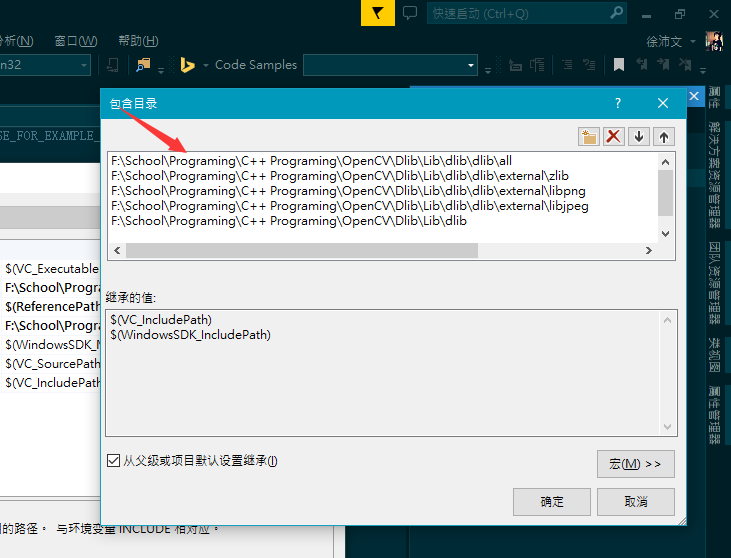 快速启动 (Ctrl+Q)
分析(N) 窗口(W) 帮助(H)
徐沛文
n32
Code Samples
包含目录
SE_FOR_EXAMPLE_
F:\School\Programing\C++ Programing\OpenCV\Dlib\Lib\dlib\dlib\all
F:\School\Programing\C++ Programing\OpenCV\Dlib\Lib\dlib\dlib\external\zlib
F:\School\Programing\C++ Programing\OpenCV\Dlib\Lib\dlib\dlib\external\libpng
F:\School\Programing\C++ Programing\OpenCV\Dlib\Lib\dlib\dlib\external\libjpeg
F:\School\Programing\C++ Programing\OpenCV\Dlib\Lib\dlib
$(VC_Executable
F:\School\Progra
$(ReferencePath
F:\School\Progra
$(WindowsSDK_M
$(VC_SourcePath
$(VC_IncludePath
继承的值:
$(VC_IncludePath)
$(WindowsSDK_IncludePath)
从父级或项目默认设置继承(I)
宏(M) >>
确定
取消
的路径。 与环境变量 INCLUDE 相对应。
属性
解决方案资源管理器
团队资源管理器
类视图
属性管理器